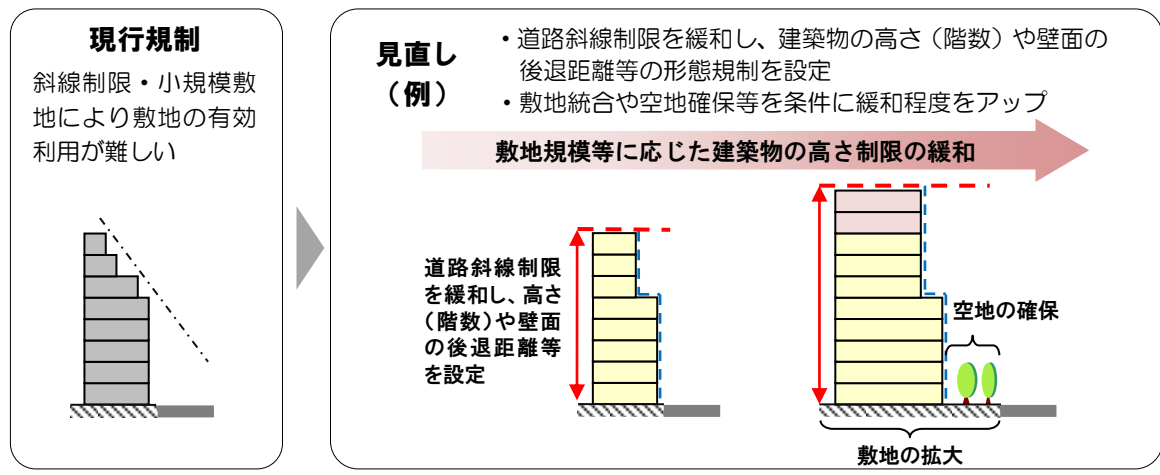 現行規制
斜線制限・小規模敷
地により敷地の有効
利用が難しい
見直し
（例）
・道路斜線制限を緩和し、建築物の高さ（階数）や壁面の
後退距離等の形態規制を設定
・敷地統合や空地確保等を条件に緩和程度をアップ
敷地規模等に応じた建築物の高さ制限の緩和
道路斜線制限
を緩和し、高さ
（階数）や壁面
の後退距離等
を設定
空地の確保
敷地の拡大